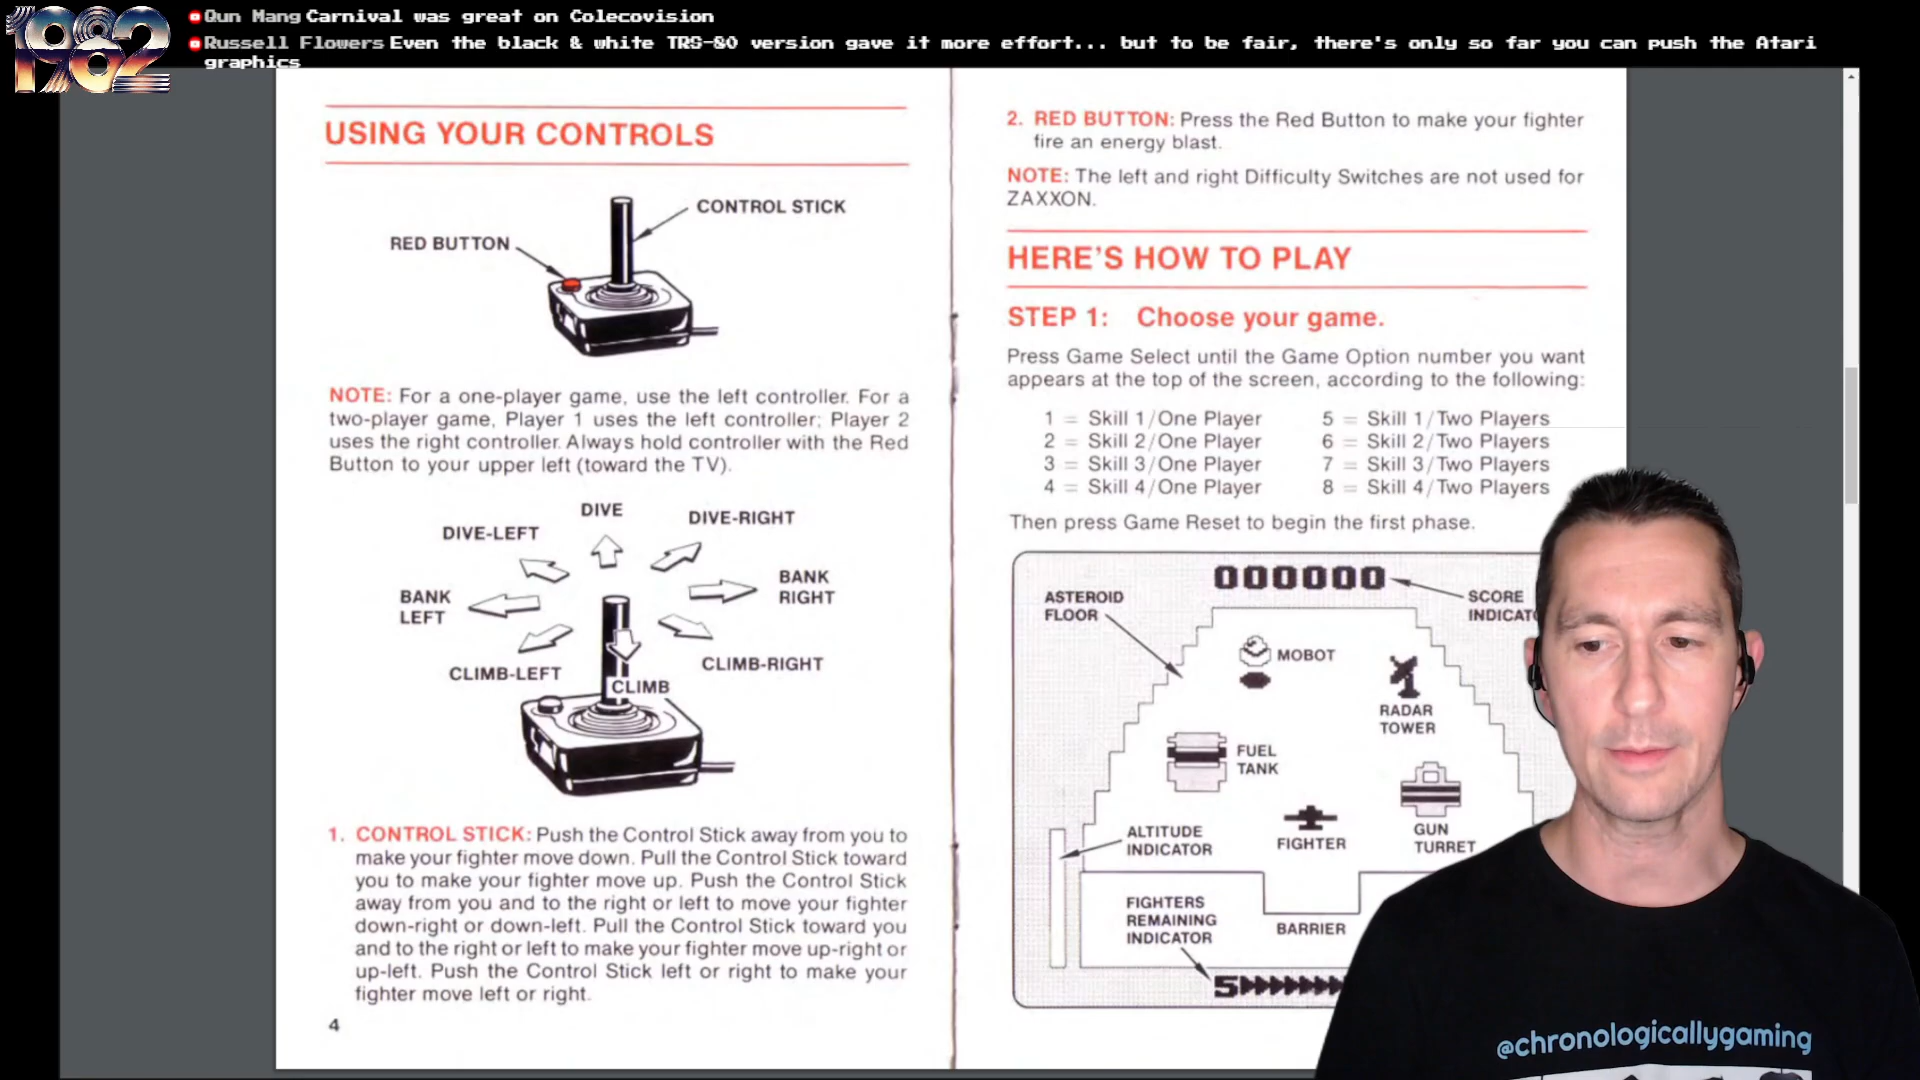 1982
Qun Mang Carnival was great on Colecovision
Russell Flowers Even the black & white TRS-80 version gave it more effort... but to be fair, there's only so far you can push the Atari
graphics
USING YOUR CONTROLS
CONTROL STICK
RED BUTTON
NOTE: For a one-player game, use the left controller. For a
two-player game, Player 1 uses the left controller; Player 2
uses the right controller. Always hold controller with the Red
Button to your upper left (toward the TV).
DIVE
DIVE-LEFT
DIVE-RIGHT
BANK
LEFT
BANK
RIGHT
CLIMB-LEFT
CLIMB-RIGHT
CLIMB
1. CONTROL STICK: Push the Control Stick away from you to
make your fighter move down. Pull the Control Stick toward
you to make your fighter move up. Push the Control Stick
away from you and to the right or left to move your fighter
down-right or down-left. Pull the Control Stick toward you
and to the right or left to make your fighter move up-right or
up-left. Push the Control Stick left or right to make your
fighter move left or right.
4
2. RED BUTTON: Press the Red Button to make your fighter
fire an energy blast.
NOTE: The left and right Difficulty Switches are not used for
ZAXXON.
HERE'S HOW TO PLAY
STEP 1: Choose your game.
Press Game Select until the Game Option number you want
appears at the top of the screen, according to the following:
1 = Skill 1/One Player 5 = Skill 1/Two Players
2 = Skill 2/One Player 6 = Skill 2/Two Players
3 = Skill 3/One Player 7 = Skill 3/Two Players
4 = Skill 4/One Player 8 = Skill 4/Two Players
Then press Game Reset to begin the first phase.
000000
ASTEROID
FLOOR
SCORE
INDICATO
MOBOT
RADAR
TOWER
FUEL
TANK
GUN
TURRET
FIGHTER
ALTITUDE
INDICATOR
FIGHTERS
REMAINING
INDICATOR
BARRIER
5
@chronologicallygaming